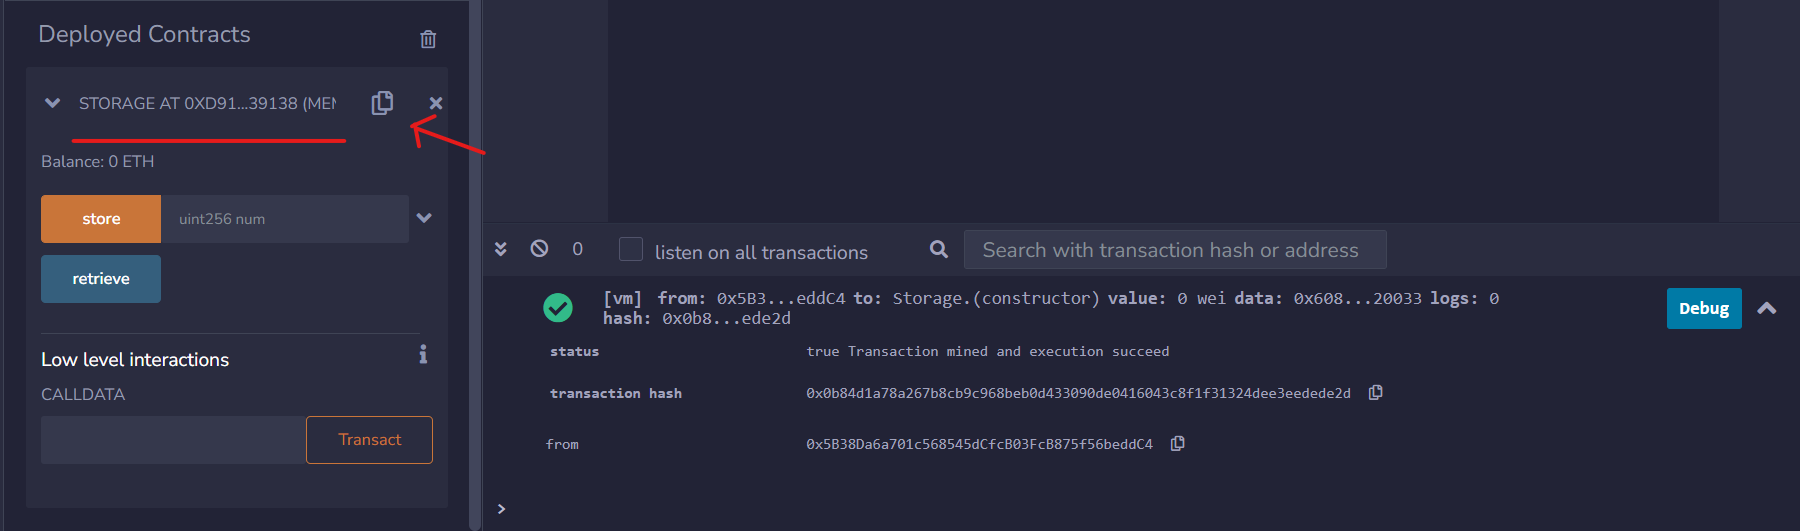 Deployed Contracts
STORAGE AT 0XD91...39138 (MEM
Balance: 0 ETH
store uint256 num
retrieve
Low level interactions
CALLDATA
Transact
0 listen on all transactions Search with transaction hash or address
[vm] from: 0x5B3...eddC4 to: Storage.(constructor) value: 0 wei data: 0x608...20033 logs: 0
hash: 0x0b8...ede2d
Debug
status true Transaction mined and execution succeed
transaction hash 0x0b84d1a78a267b8cb9c968beb0d433090de0416043c8f1f31324dee3eedede2d
from 0x5B38Da6a701c568545dCfcB03FcB875f56beddC4
>